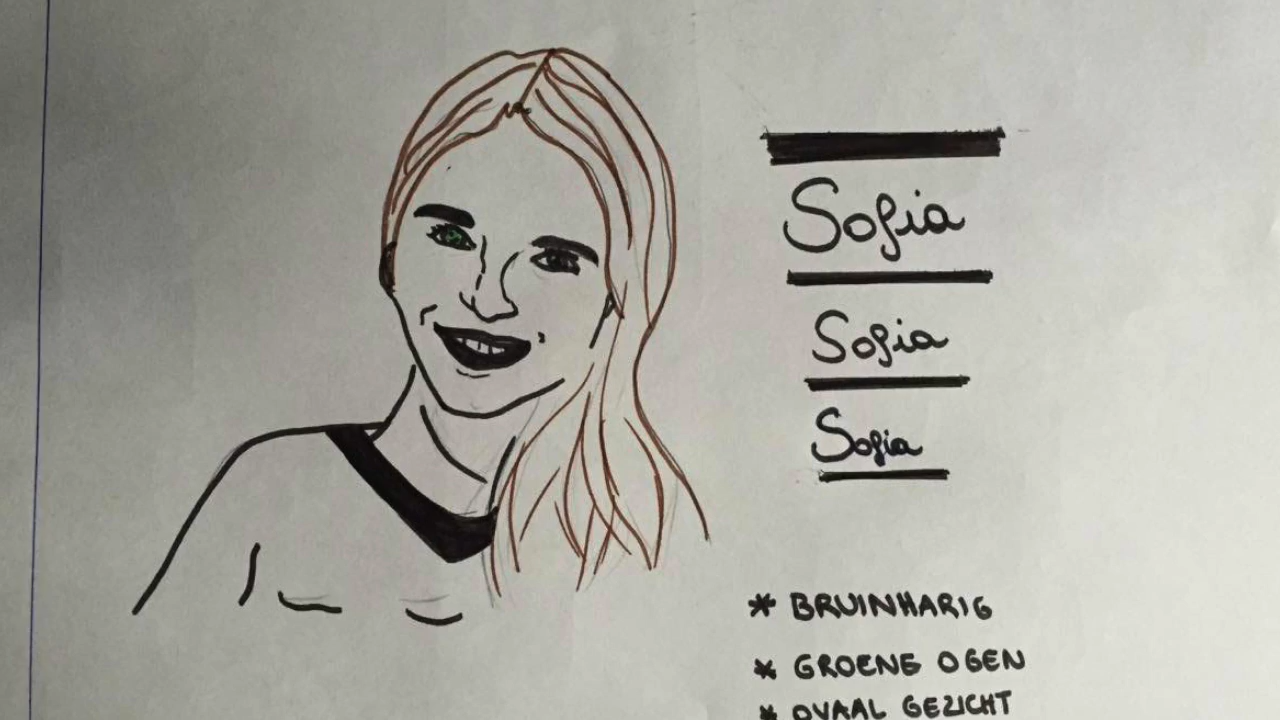 Sofia
Sofia
Sofia
* BRUINHARIG
* GROENE OGEN
* OVAAL GEZICHT